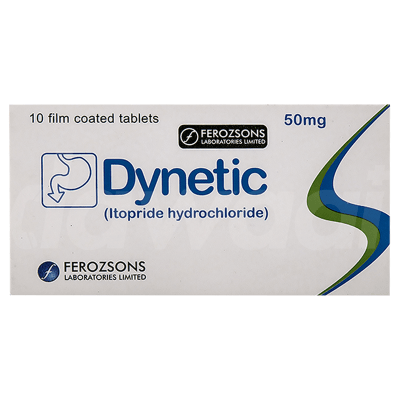 10 film coated tablets
FEROZSONS
LABORATORIES LIMITED
50mg
Dynetic
(Itopride hydrochloride)
FEROZSONS
LABORATORIES LIMITED